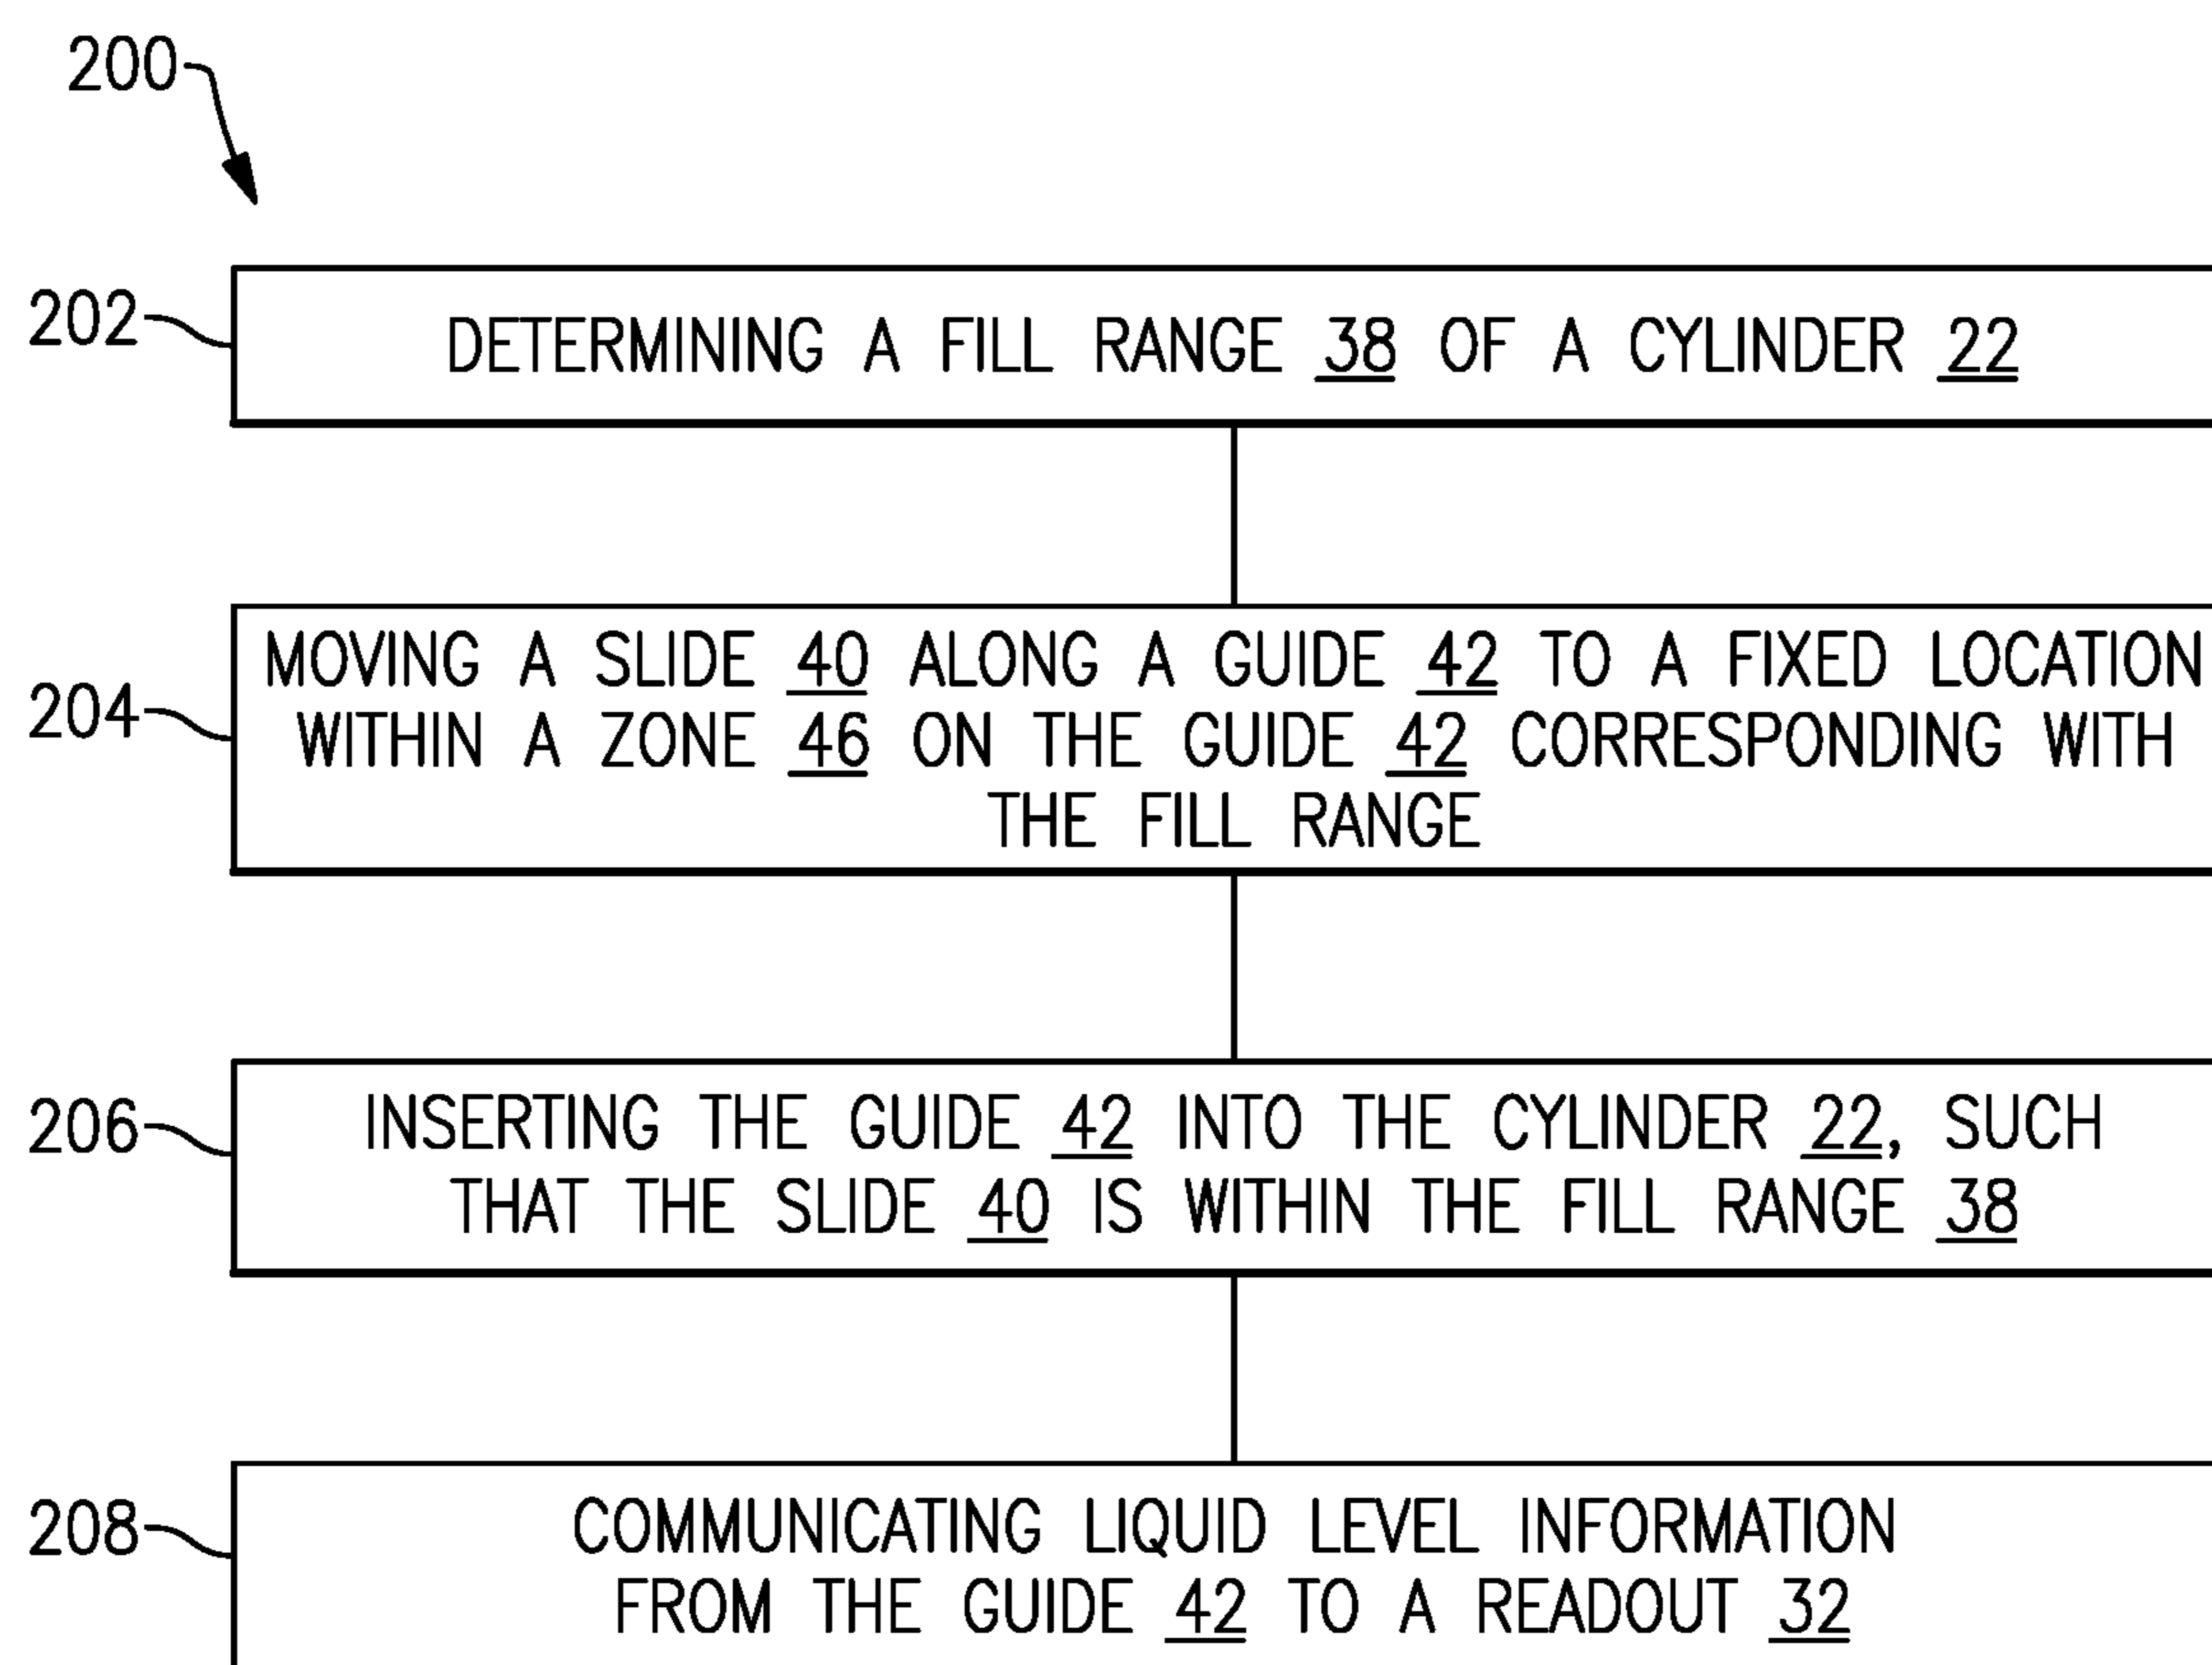 200
202
DETERMINING A FILL RANGE 38 OF A CYLINDER 22
MOVING A SLIDE 40 ALONG A GUIDE 42 TO A FIXED LOCATION
204
WITHIN A ZONE 46 ON THE GUIDE 42 CORRESPONDING WITH
THE FILL RANGE
206
INSERTING THE GUIDE 42 INTO THE CYLINDER 22, SUCH
THAT THE SLIDE 40 IS WITHIN THE FILL RANGE 38
208
COMMUNICATING LIQUID LEVEL INFORMATION
FROM THE GUIDE 42 TO A READOUT 32